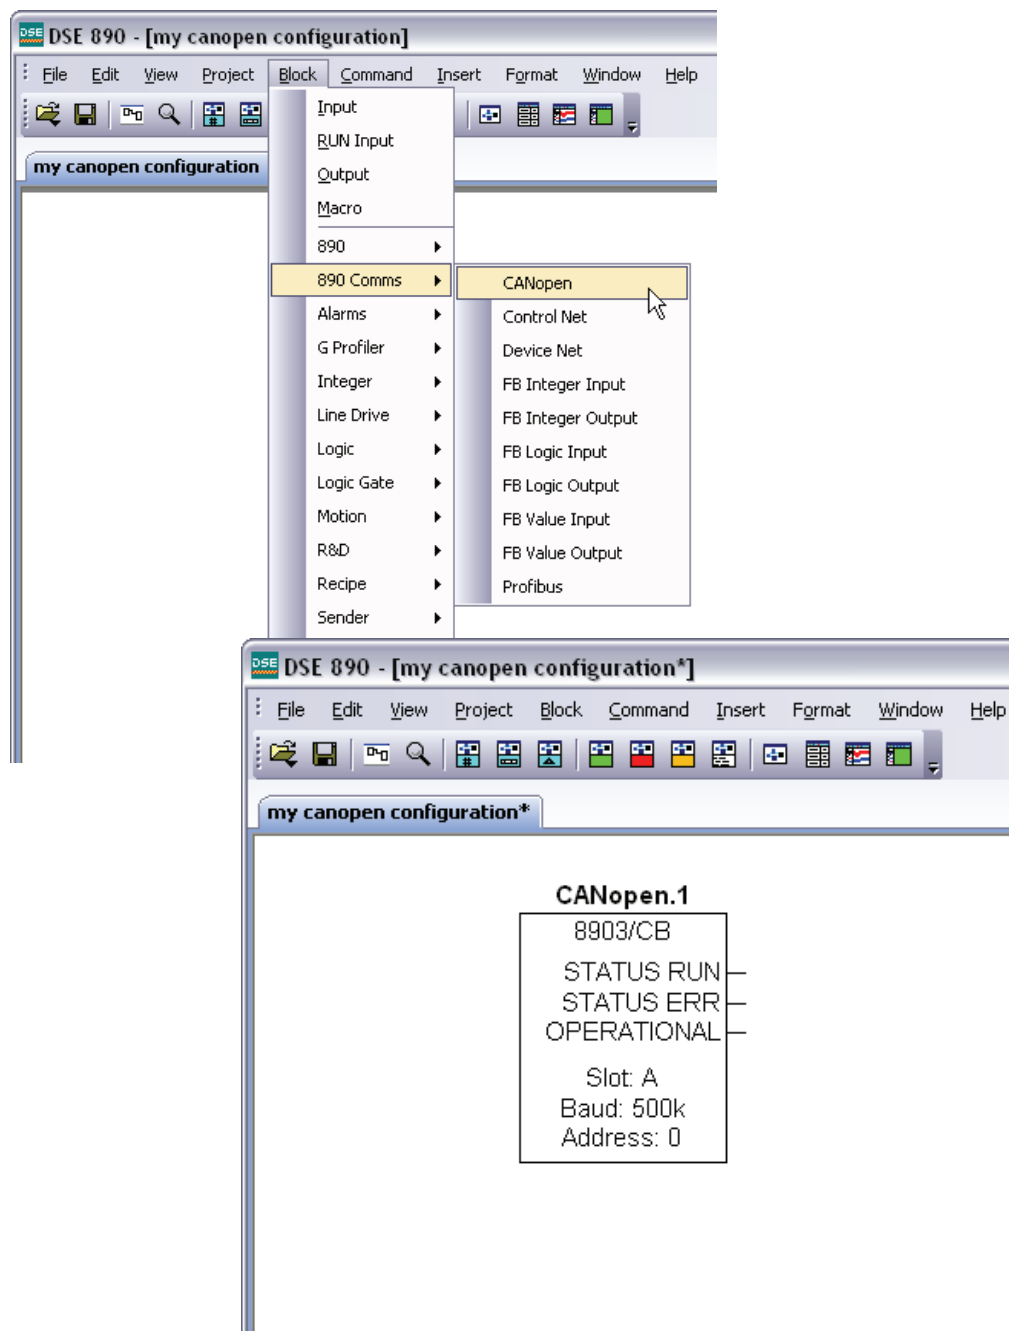 DSE DSE 890 - [my canopen configuration]
File Edit View Project Block Command Insert Format Window Help
my canopen configuration
Input
RUN Input
Output
Macro
890
890 Comms
Alarms
G Profiler
Integer
Line Drive
Logic
Logic Gate
Motion
R&D
Recipe
Sender
CANopen
Control Net
Device Net
FB Integer Input
FB Integer Output
FB Logic Input
FB Logic Output
FB Value Input
FB Value Output
Profibus
DSE DSE 890 - [my canopen configuration*]
File Edit View Project Block Command Insert Format Window Help
my canopen configuration*
CANopen.1
8903/CB
STATUS RUN
STATUS ERR
OPERATIONAL
Slot: A
Baud: 500k
Address: 0